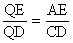 QE/QD = AE/CD